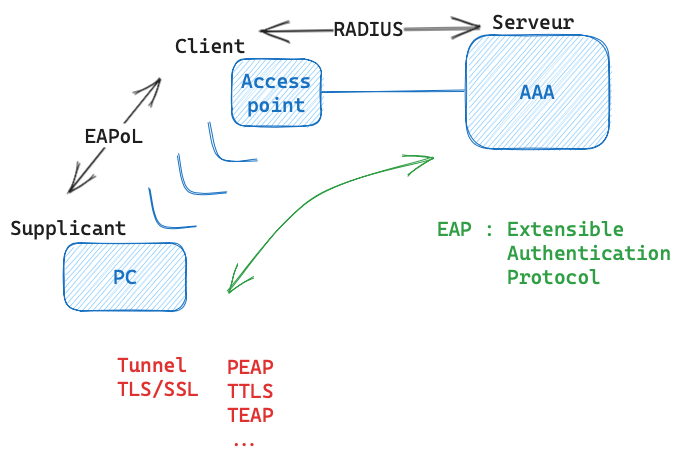 Serveur
RADIUS
Client
Access
point
AAA
EAPoL
Supplicant
EAP : Extensible
Authentication
Protocol
PC
Tunnel
TLS/SSL
PEAP
TTLS
TEAP
...